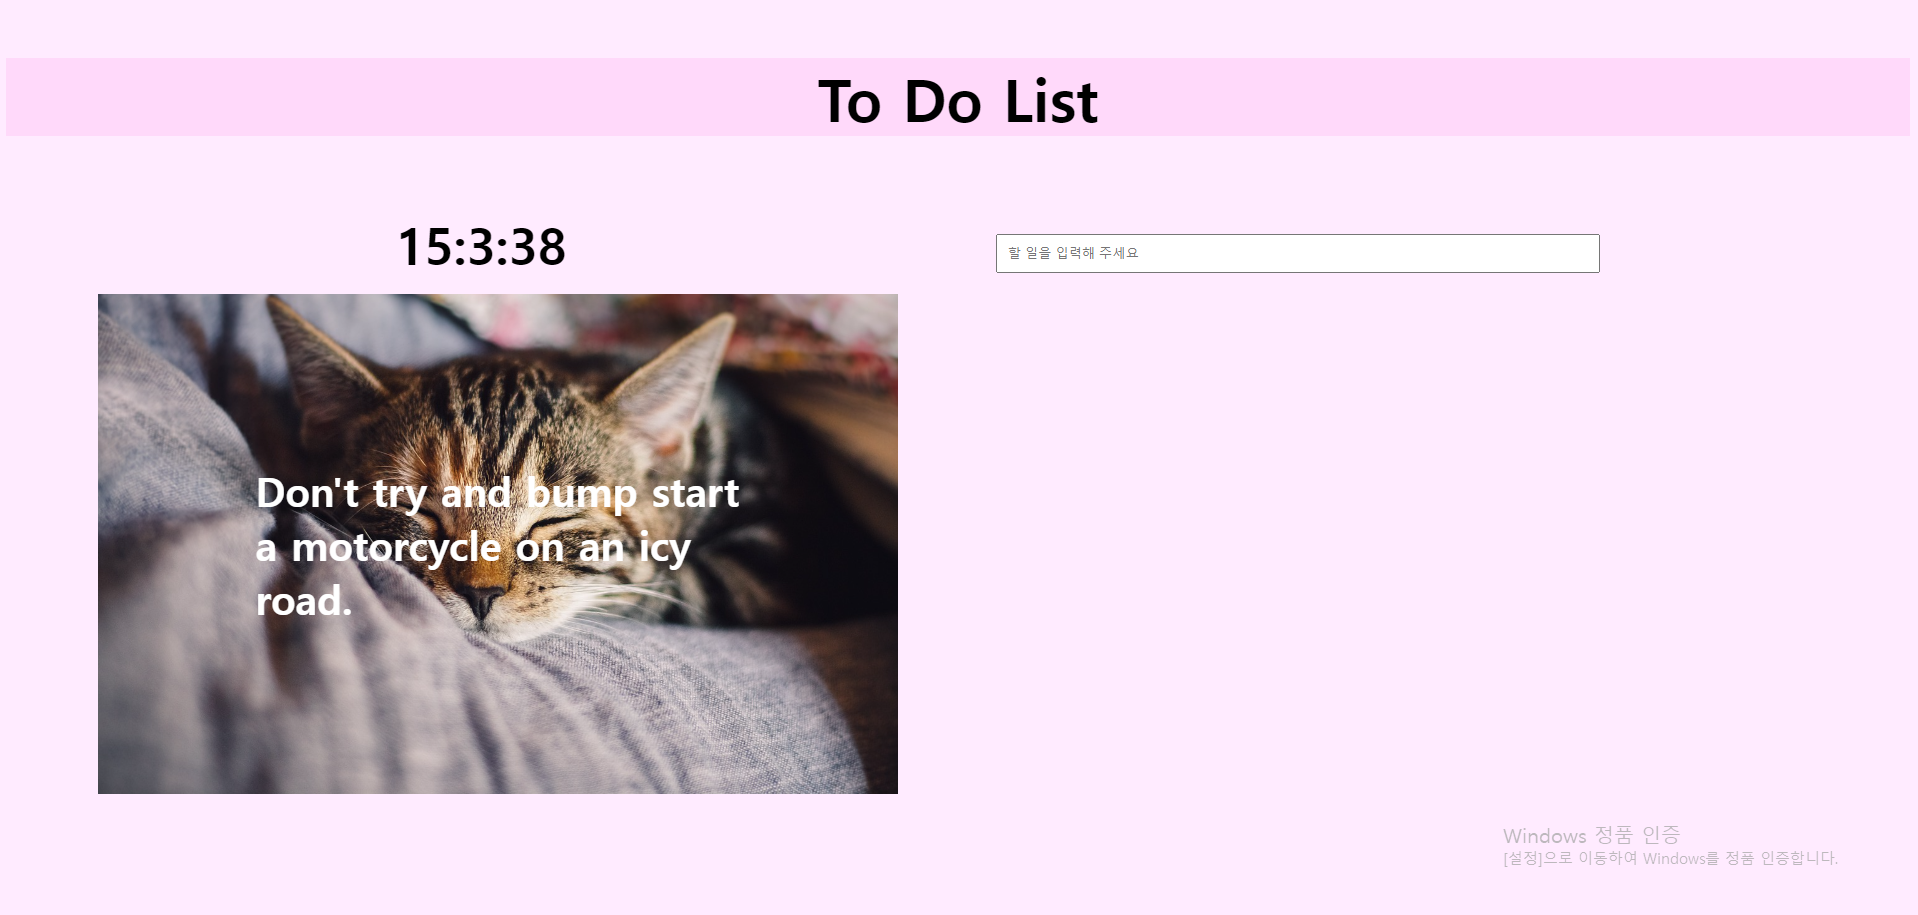 To Do List
15:3:38
할 일을 입력해 주세요
Don't try and bump start
a motorcycle on an icy
road.
Windows 정품 인증
[설정]으로 이동하여 Windows를 정품 인증합니다.